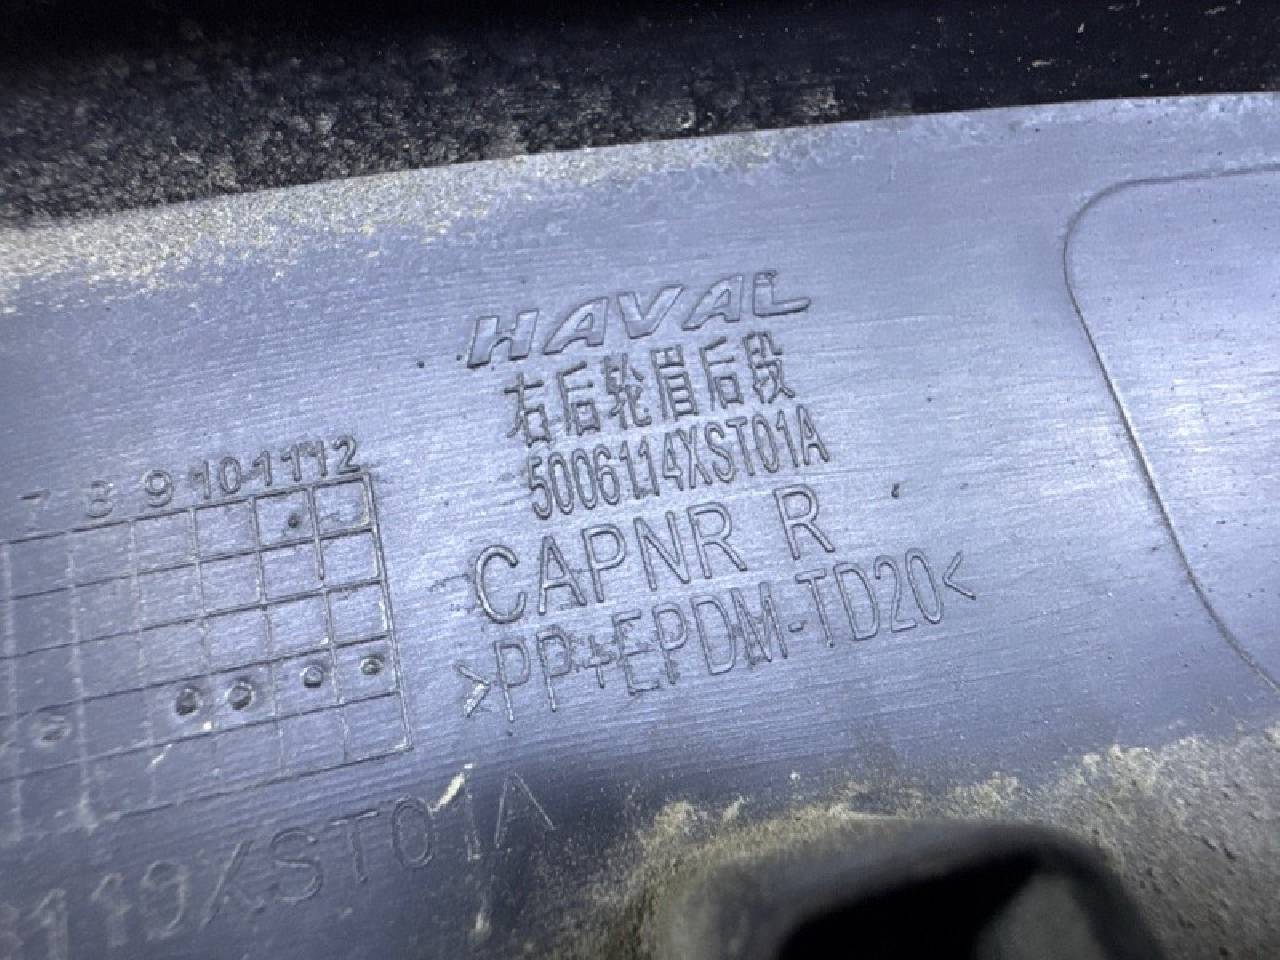 HAVAL
右后轮眉后段
5006114XST01A
CAPNR R
>PP+EPDM-TD20<
7 8 9 10 11 12
119XST01A